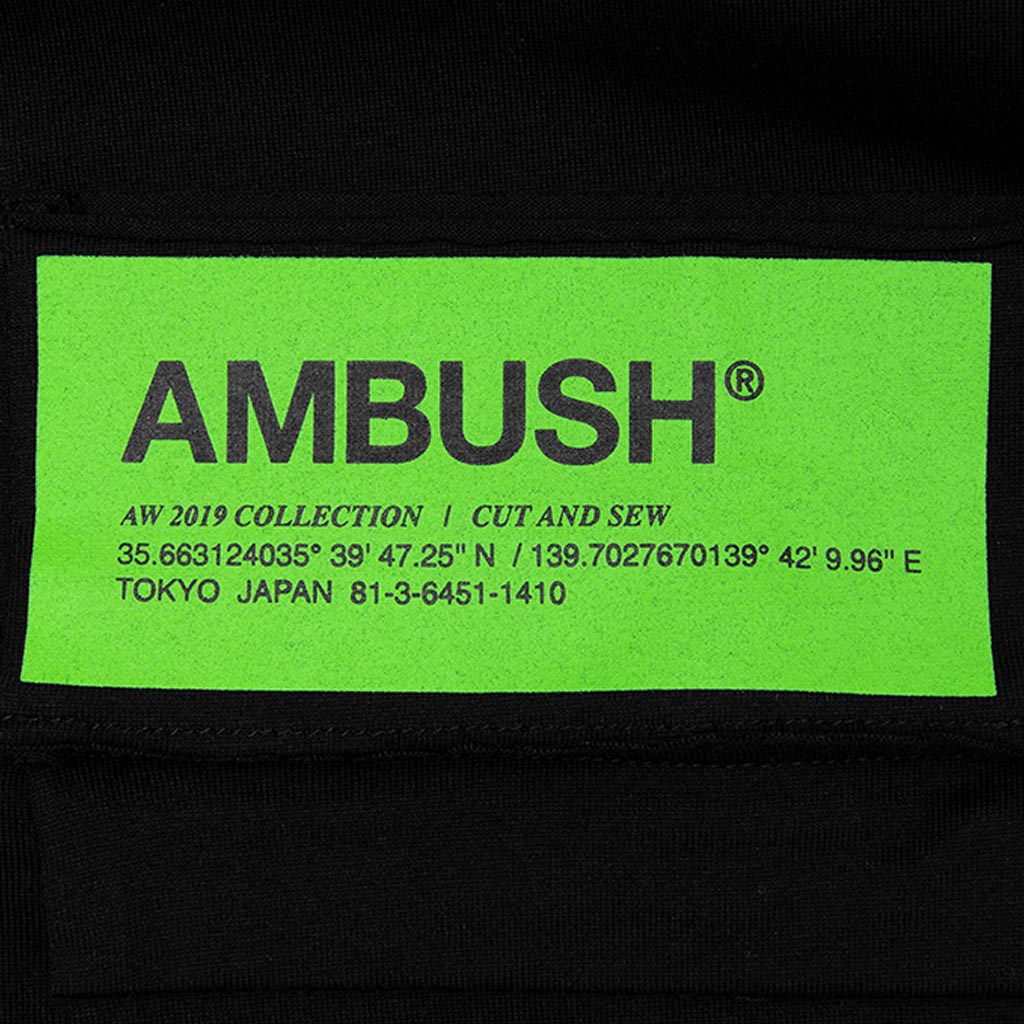 AMBUSH®
AW 2019 COLLECTION | CUT AND SEW
35.663124035° 39' 47.25" N / 139.7027670139° 42' 9.96" E
TOKYO JAPAN 81-3-6451-1410